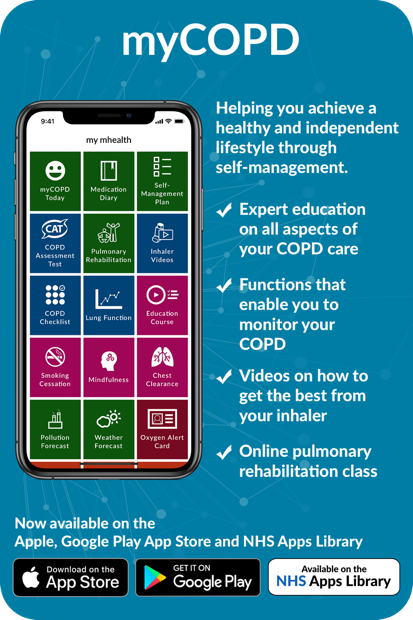 myCOPD
Helping you achieve a
healthy and independent
lifestyle through
self-management.
9:41
my mhealth
myCOPD
Today
Medication
Diary
Self-
Management
Plan
CAT
COPD
Assessment
Test
Pulmonary
Rehabilitation
Inhaler
Videos
COPD
Checklist
Lung Function
Education
Course
Smoking
Cessation
Mindfulness
Chest
Clearance
Pollution
Forecast
Weather
Forecast
Oxygen Alert
Card
Expert education
on all aspects of
your COPD care
Functions that
enable you to
monitor your
COPD
Videos on how to
get the best from
your inhaler
Online pulmonary
rehabilitation class
Now available on the
Apple, Google Play App Store and NHS Apps Library
Download on the
App Store
GET IT ON
Google Play
Available on the
NHS Apps Library